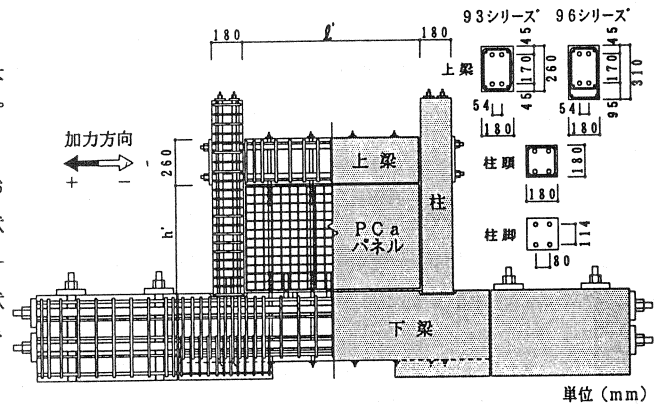 93シリーズ
96シリーズ
180
ℓ'
180
上梁
45
170
45
260
45
170
95
310
54
180
54
180
加力方向
+ -
260
h'
上梁
柱
PCa
パネル
下梁
柱頭
180
180
柱脚
114
80
単位 (mm)